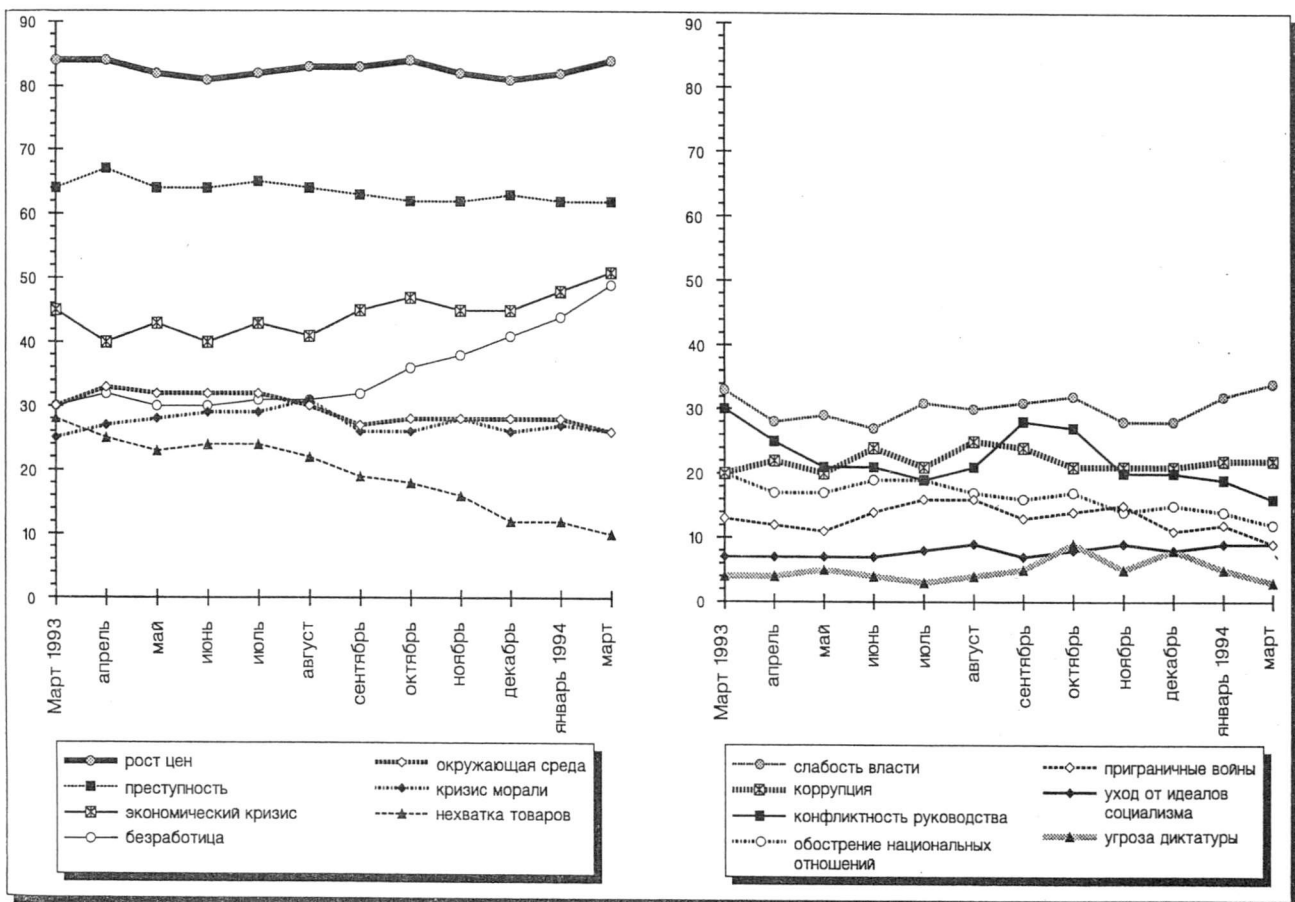 90
80
70
60
50
40
30
20
10
0
Март 1993
апрель
май
июнь
июль
август
сентябрь
октябрь
ноябрь
декабрь
январь 1994
март
рост цен
преступность
экономический кризис
безработица
окружающая среда
кризис морали
нехватка товаров
90
80
70
60
50
40
30
20
10
0
Март 1993
апрель
май
июнь
июль
август
сентябрь
октябрь
ноябрь
декабрь
январь 1994
март
слабость власти
коррупция
конфликтность руководства
обострение национальных
отношений
приграничные войны
уход от идеалов
социализма
угроза диктатуры